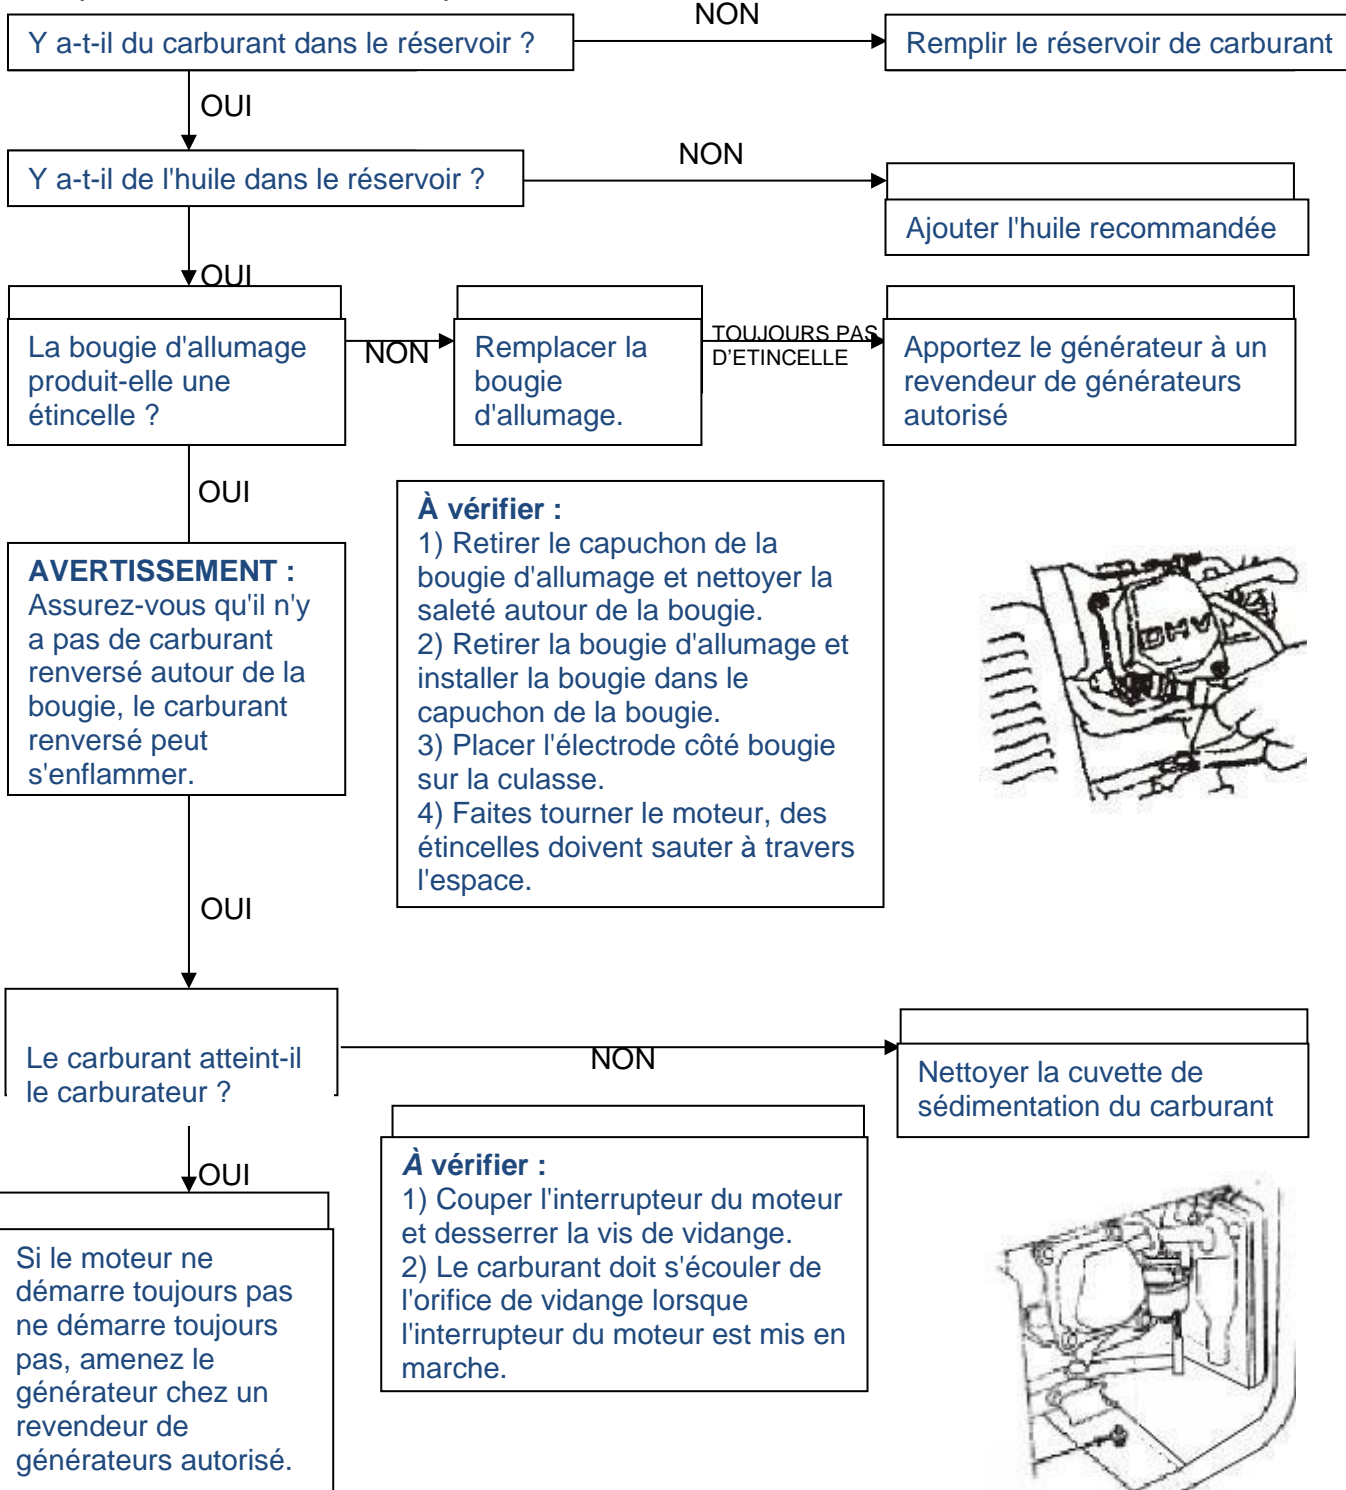 Y a-t-il du carburant dans le réservoir ?
NON
Remplir le réservoir de carburant
OUI
Y a-t-il de l'huile dans le réservoir ?
NON
Ajouter l'huile recommandée
OUI
La bougie d'allumage
produit-elle une
étincelle ?
NON
Remplacer la
bougie
d'allumage.
TOUJOURS PAS
D'ETINCELLE
Apportez le générateur à un
revendeur de générateurs
autorisé
OUI
AVERTISSEMENT :
Assurez-vous qu'il n'y
a pas de carburant
renversé autour de la
bougie, le carburant
renversé peut
s'enflammer.
À vérifier :
1) Retirer le capuchon de la
bougie d'allumage et nettoyer la
saleté autour de la bougie.
2) Retirer la bougie d'allumage et
installer la bougie dans le
capuchon de la bougie.
3) Placer l'électrode côté bougie
sur la culasse.
4) Faites tourner le moteur, des
étincelles doivent sauter à travers
l'espace.
OHV
OUI
Le carburant atteint-il
le carburateur ?
NON
Nettoyer la cuvette de
sédimentation du carburant
OUI
À vérifier :
1) Couper l'interrupteur du moteur
et desserrer la vis de vidange.
2) Le carburant doit s'écouler de
l'orifice de vidange lorsque
l'interrupteur du moteur est mis en
marche.
Si le moteur ne
démarre toujours pas
ne démarre toujours
pas, amenez le
générateur chez un
revendeur de
générateurs autorisé.